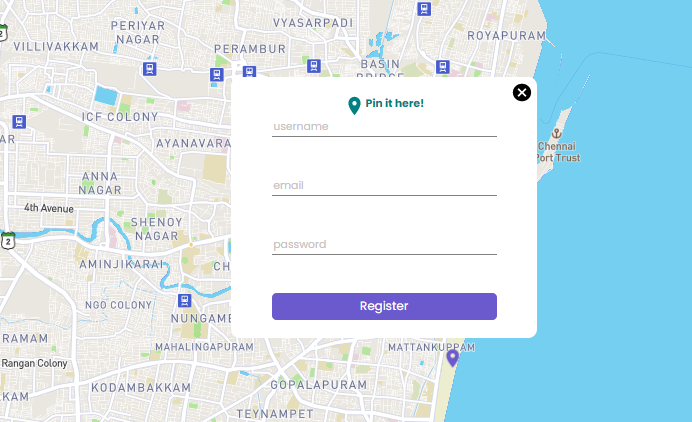 VYASARPADI
PERIYAR
NAGAR
ROYAPURAM
VILLIVAKKAM
PERAMBUR
BASIN
BRIDGE
2
Pin it here!
ICF COLONY
username
AYANAVARA
Chennai
Port Trust
ANNA
NAGAR
email
4th Avenue
SHENOY
NAGAR
2
password
AMINJIKARAI
CH
NGO COLONY
Register
NUNGAMB
RAMAM
MAHALINGAPURAM
MATTANKUPPAM
Rangan Colony
KODAMBAKKAM
GOPALAPURAM
KAM
TEYNAMPET